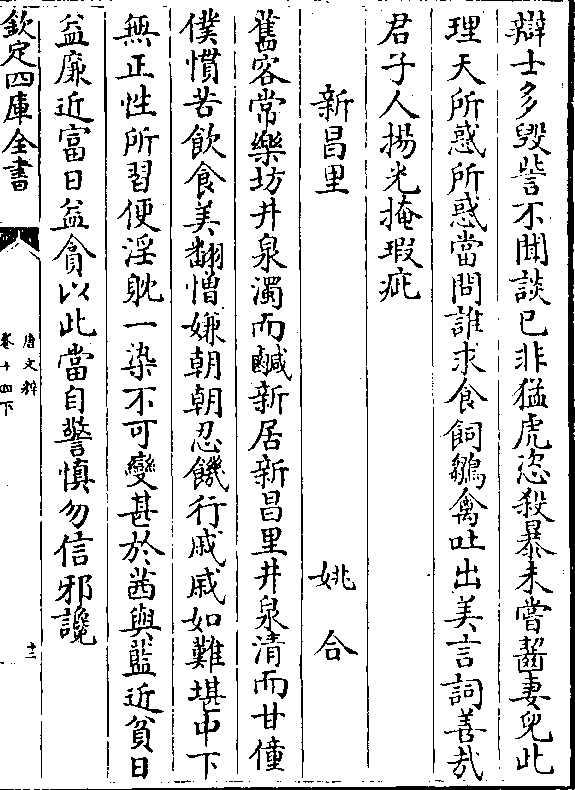 辯士多毀訾不聞談己非猛虎恣殺暴未嘗齧妻兒此
理天所惑所惑當問誰求食飼鶵禽吐出美言詞善哉
君子人揚光掩瑕疵
新昌里　姚合
舊客常樂坊井泉濁而鹹新居新昌里井泉清而甘僮
僕慣苦飲食美翻憎嫌朝朝忍饑行戚戚如難堪中下
無正性所習便淫躭一染不可變甚於茜與藍近貧日
益廉近富日益貪以此當自警慎勿信邪讒
欽定四庫全書
唐文粹
卷十四下
十二